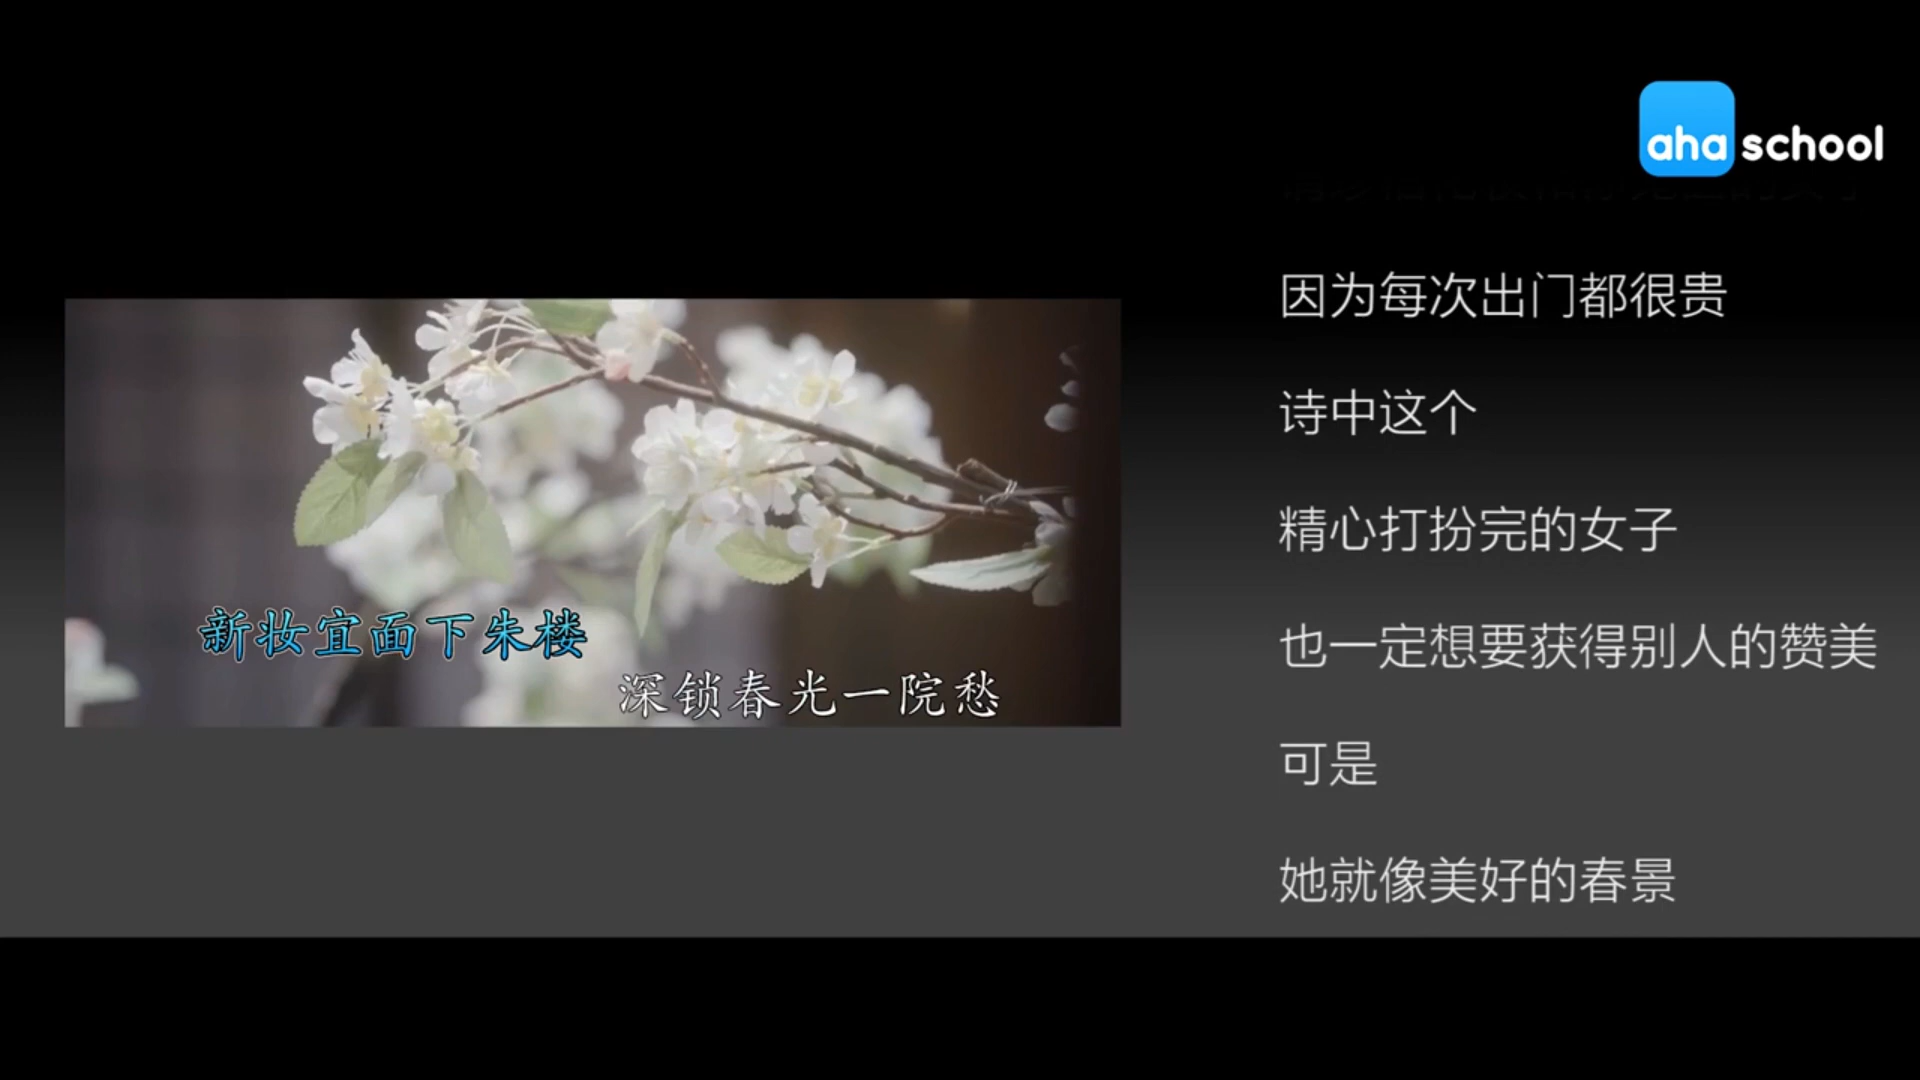 aha school
因为每次出门都很贵
诗中这个
精心打扮完的女子
也一定想要获得别人的赞美
可是
她就像美好的春景
新妆宜面下朱楼
深锁春光一院愁